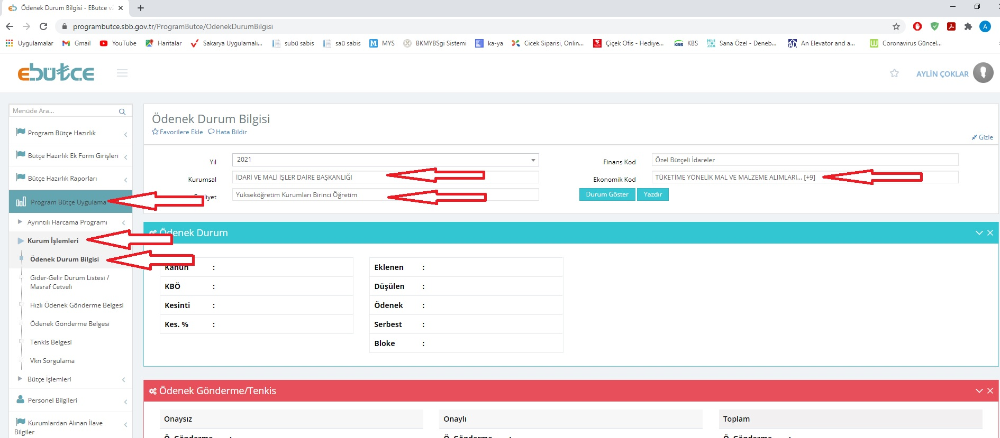 Ödenek Durum Bilgisi - EButce v
programbutce.sbb.gov.tr/ProgramButce/OdenekDurumBilgisi
A
Uygulamalar
Gmail
YouTube
Haritalar
Sakarya Uygulamalı...
subü sabis
saü sabis
M MYS
BKMYBSgi Sistemi
ka-ya
Cicek Siparisi, Onlin...
Çiçek Ofis - Hediye...
KBS KBS
Sana Özel - Deneb...
An Elevator and a...
Coronavirus Güncel...
ebütçe
AYLİN ÇOKLAR
Menüde Ara...
Program Bütçe Hazırlık
Bütçe Hazırlık Ek Form Girişleri
Bütçe Hazırlık Raporları
Program Bütçe Uygulama
Ayrıntılı Harcama Programı
Kurum İşlemleri
Ödenek Durum Bilgisi
Gider-Gelir Durum Listesi /
Masraf Cetveli
Hızlı Ödenek Gönderme Belgesi
Ödenek Gönderme Belgesi
Tenkis Belgesi
Vkn Sorgulama
Bütçe İşlemleri
Personel Bilgileri
Kurumlardan Alınan İlave
Bilgiler
Ödenek Durum Bilgisi
Favorilere Ekle Hata Bildir
Gizle
Yıl 2021
Finans Kod Özel Bütçeli İdareler
Kurumsal İDARİ VE MALİ İŞLER DAİRE BAŞKANLIĞI
Ekonomik Kod TÜKETİME YÖNELİK MAL VE MALZEME ALIMLARI... [+9]
Yükseköğretim Kurumları Birinci Öğretim
Durum Göster Yazdır
Ödenek Durum
Kanun :
KBÖ :
Kesinti :
Kes. % :
Eklenen :
Düşülen :
Ödenek :
Serbest :
Bloke :
Ödenek Gönderme/Tenkis
Onaysız
Onaylı
Toplam
Ö. Gönderme :
Ö. Gönderme :
Ö. Gönderme :